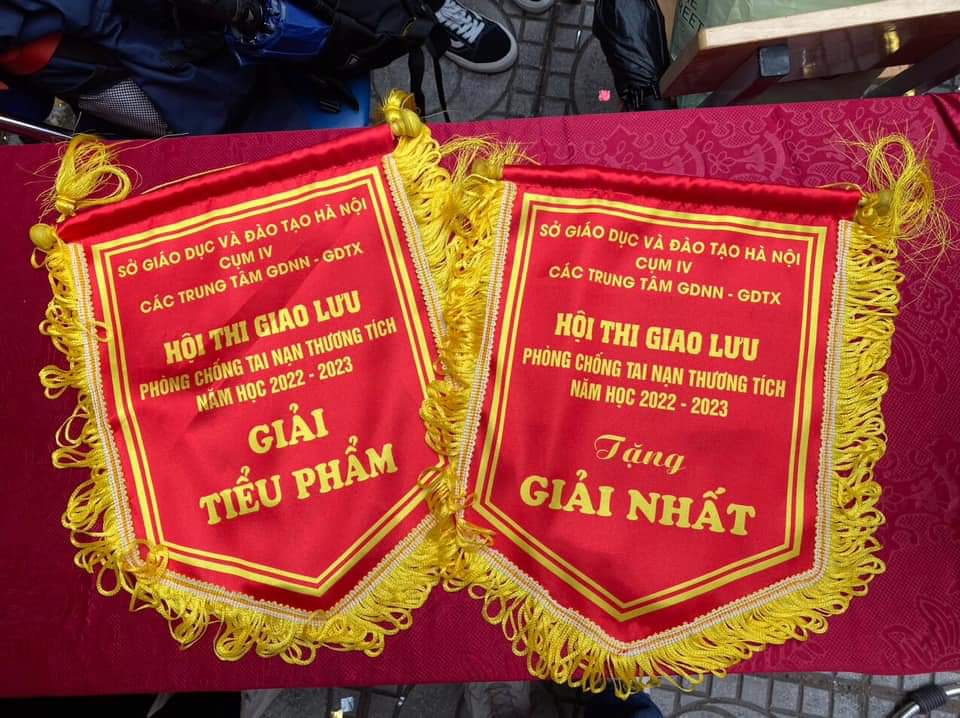 SỞ GIÁO DỤC VÀ ĐÀO TẠO HÀ NỘI
CỤM IV
CÁC TRUNG TÂM GDNN - GDTX
HỘI THI GIAO LƯU
PHÒNG CHỐNG TAI NẠN THƯƠNG TÍCH
NĂM HỌC 2022 - 2023
GIẢI
TIỂU PHẨM
SỞ GIÁO DỤC VÀ ĐÀO TẠO HÀ NỘI
CỤM IV
CÁC TRUNG TÂM GDNN - GDTX
HỘI THI GIAO LƯU
PHÒNG CHỐNG TAI NẠN THƯƠNG TÍCH
NĂM HỌC 2022 - 2023
Tặng
GIẢI NHẤT